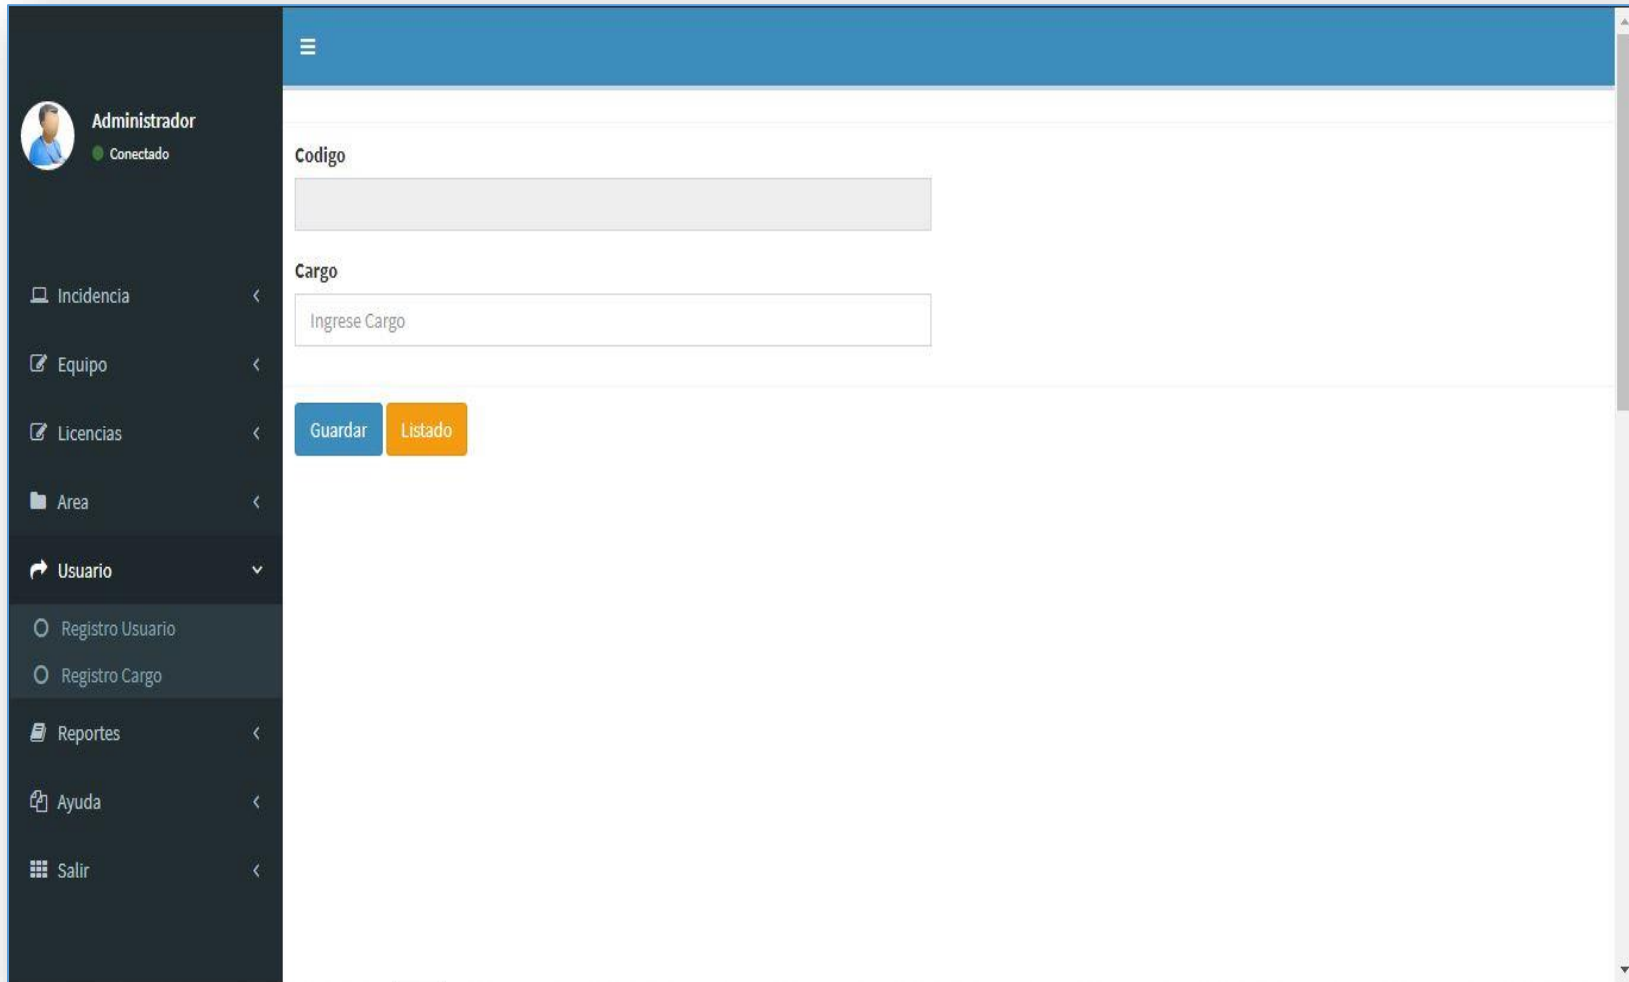 Administrador
Conectado
Incidencia
Equipo
Licencias
Area
Usuario
Registro Usuario
Registro Cargo
Reportes
Ayuda
Salir
Codigo
Cargo
Ingrese Cargo
Guardar Listado